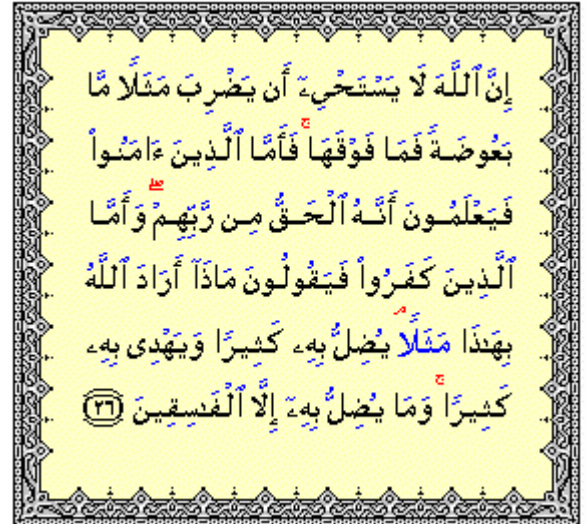 إِنَّ ٱللَّهَ لَا يَسْتَحْىِۦٓ أَن يَضْرِبَ مَثَلًا مَّا
بَعُوضَةً فَمَا فَوْقَهَا ۚ فَأَمَّا ٱلَّذِينَ ءَامَنُوا۟
فَيَعْلَمُونَ أَنَّهُ ٱلْحَقُّ مِن رَّبِّهِمْ ۖ وَأَمَّا
ٱلَّذِينَ كَفَرُوا۟ فَيَقُولُونَ مَاذَآ أَرَادَ ٱللَّهُ
بِهَٰذَا مَثَلًا ۘ يُضِلُّ بِهِۦ كَثِيرًا وَيَهْدِى بِهِۦ
كَثِيرًا ۚ وَمَا يُضِلُّ بِهِۦٓ إِلَّا ٱلْفَٰسِقِينَ ﴿٢٦﴾